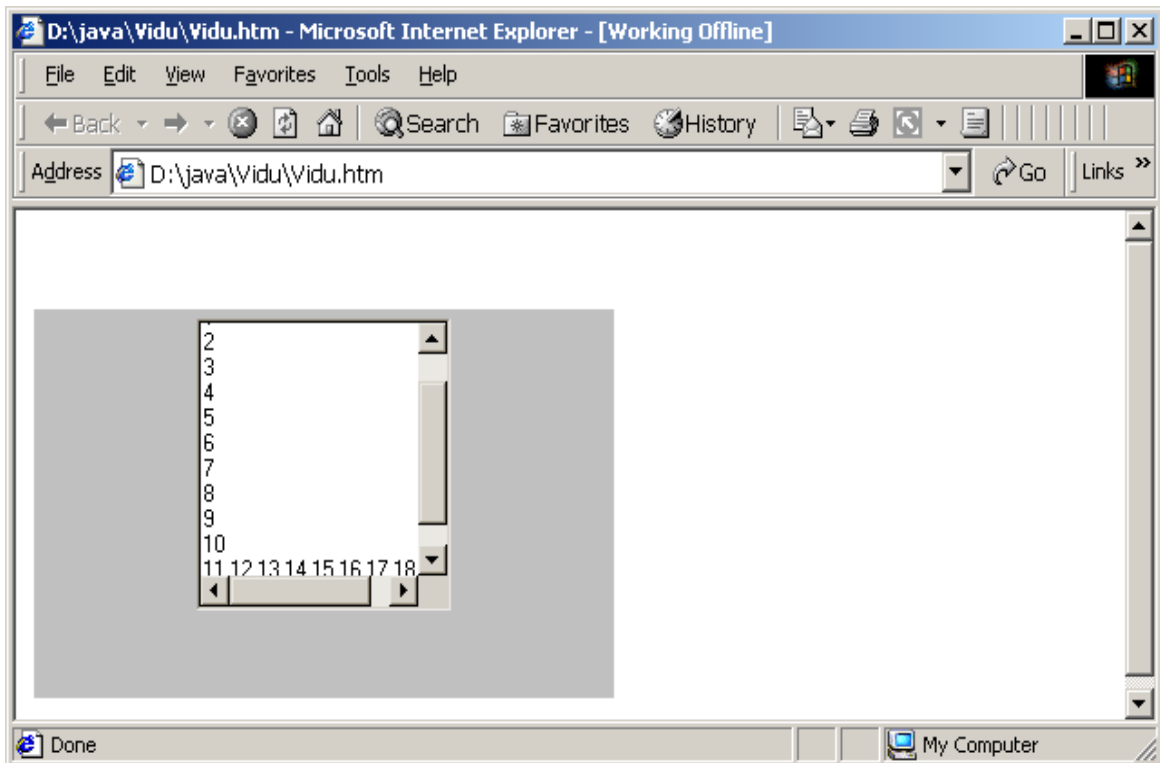 D:\java\Vidu\Vidu.htm - Microsoft Internet Explorer - [Working Offline]
File Edit View Favorites Tools Help
Back Search Favorites History
Address D:\java\Vidu\Vidu.htm Go Links »
2
3
4
5
6
7
8
9
10
11 12 13 14 15 16 17 18
Done My Computer